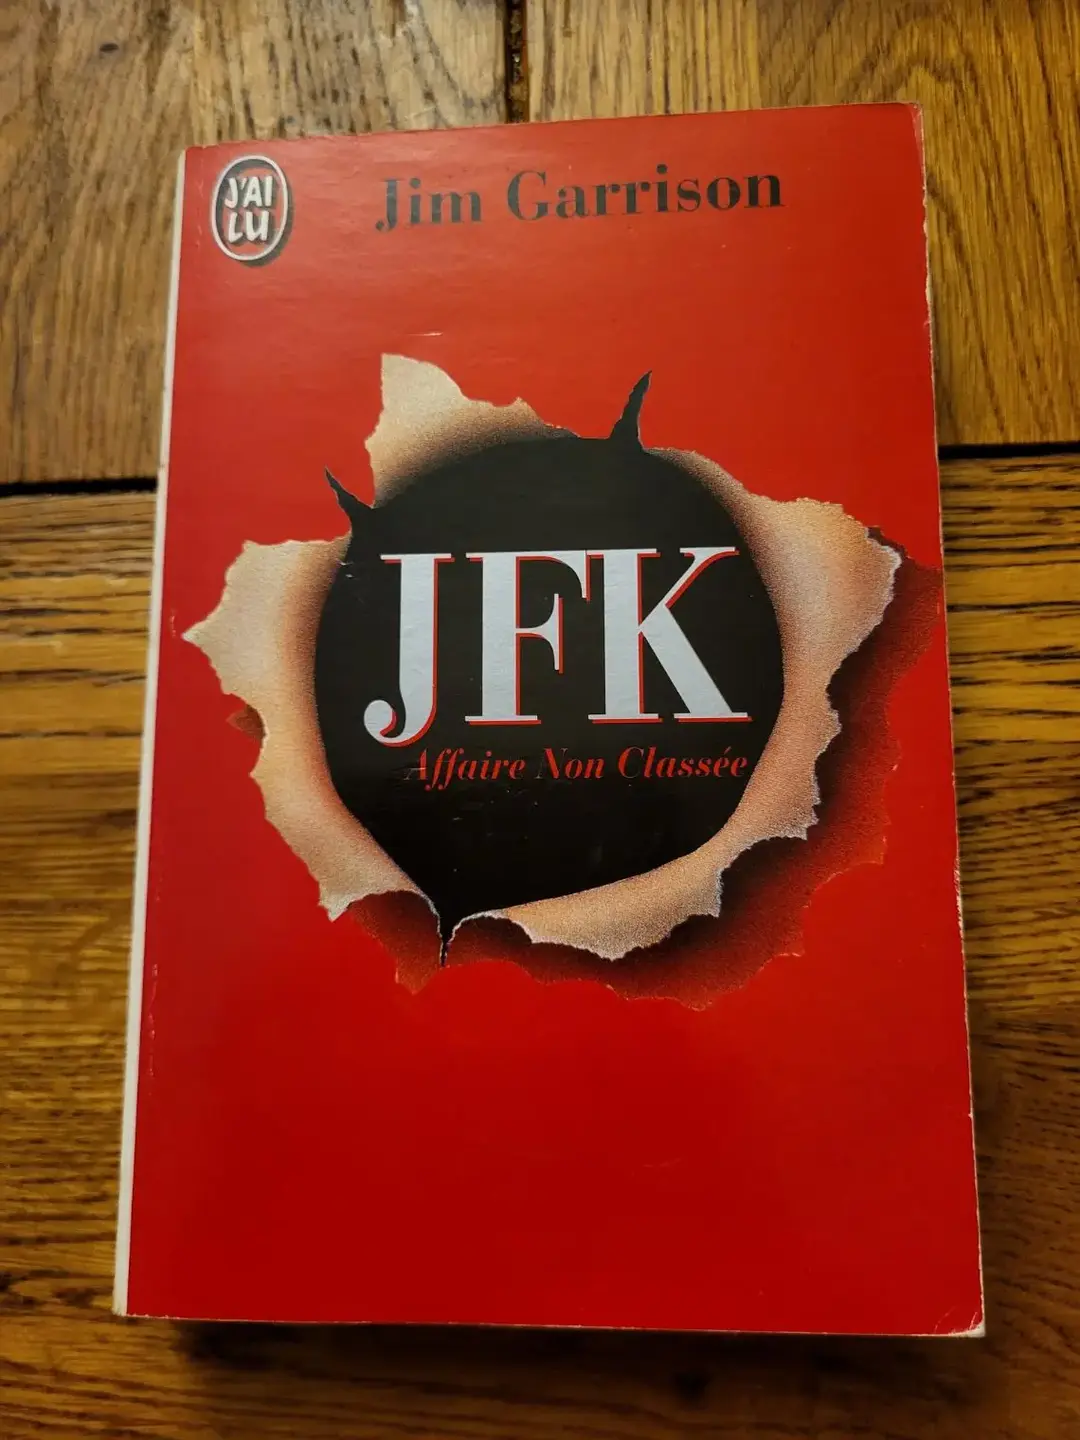 J'AI
LU
Jim Garrison
JFK
Affaire Non Classée